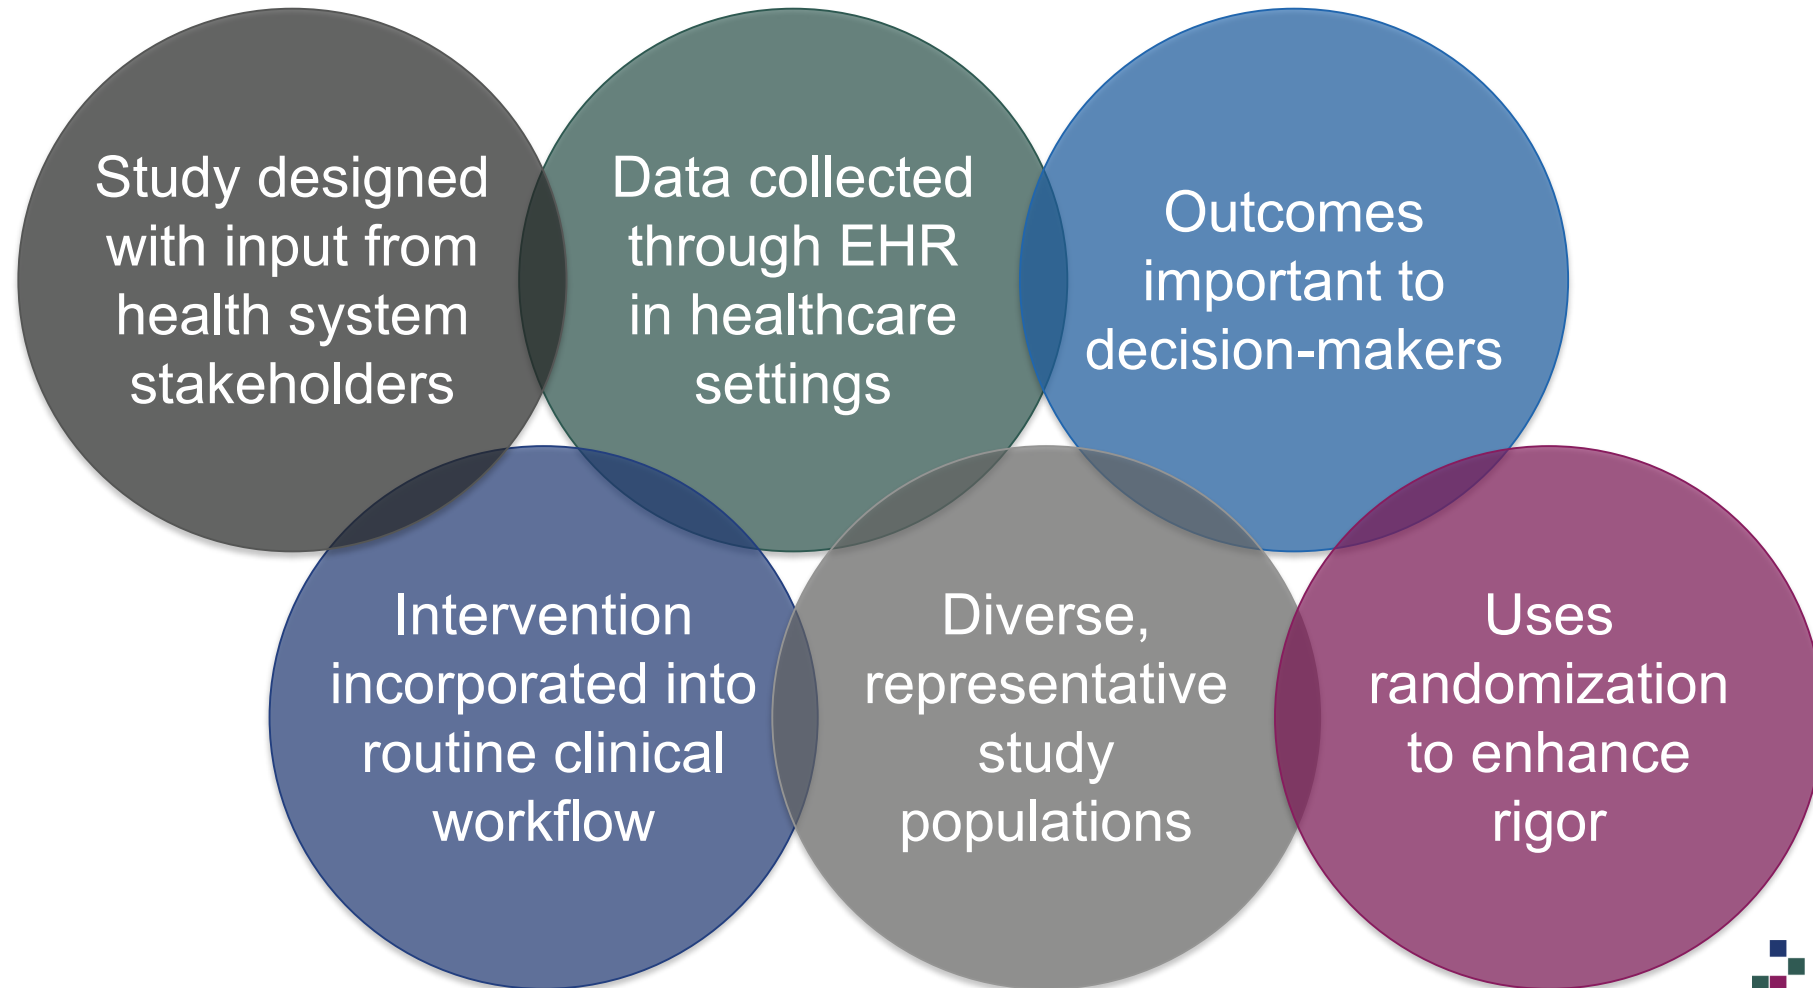 Study designed
with input from
health system
stakeholders
Data collected
through EHR
in healthcare
settings
Outcomes
important to
decision-makers
Intervention
incorporated into
routine clinical
workflow
Diverse,
representative
study
populations
Uses
randomization
to enhance
rigor